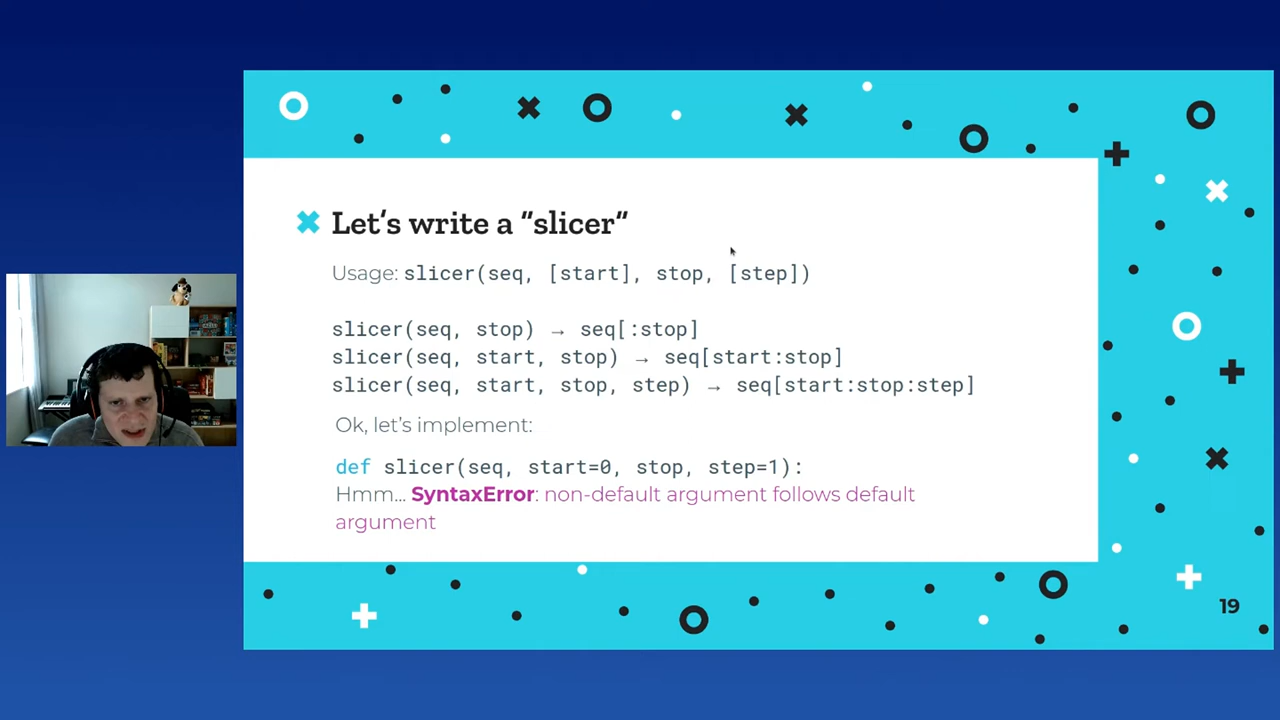 Let's write a "slicer"
Usage: slicer(seq, [start], stop, [step])
slicer(seq, stop) → seq[:stop]
slicer(seq, start, stop) → seq[start:stop]
slicer(seq, start, stop, step) → seq[start:stop:step]
Ok, let's implement:
def slicer(seq, start=0, stop, step=1):
Hmm... SyntaxError: non-default argument follows default
argument
19